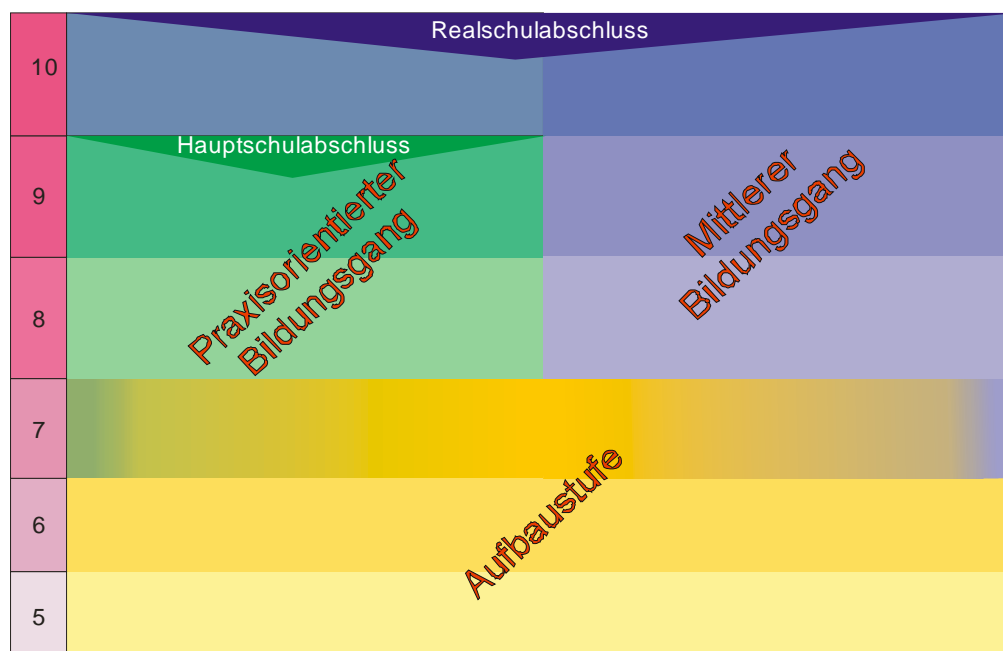 Realschulabschluss
10
Hauptschulabschluss
9
Praxisorientierter
Bildungsgang
Mittlerer
Bildungsgang
8
7
Aufbaustufe
6
5